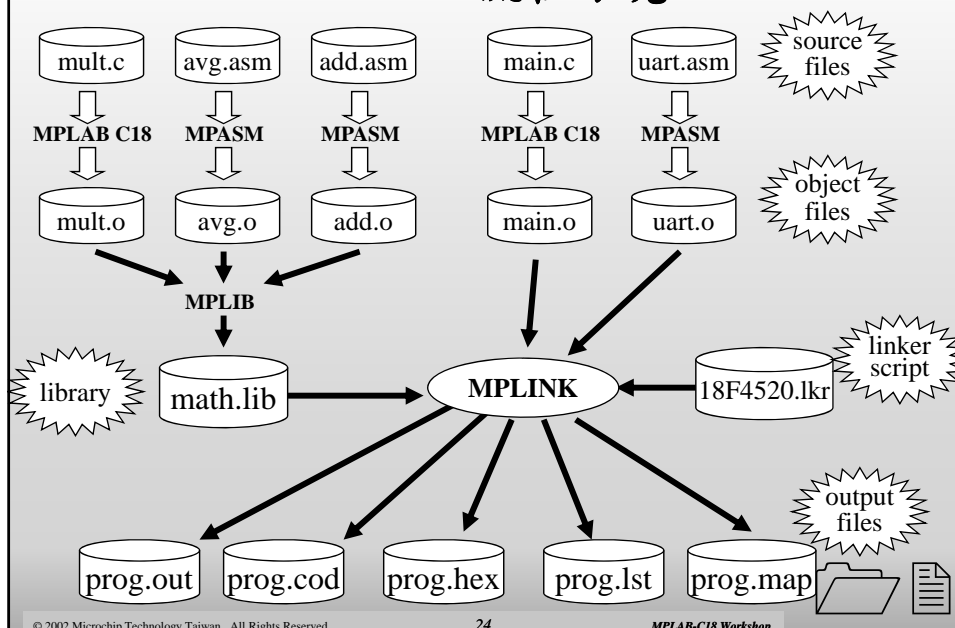 mult.c avg.asm add.asm main.c uart.asm
source
files
MPLAB C18 MPASM MPASM MPLAB C18 MPASM
mult.o avg.o add.o main.o uart.o
object
files
MPLIB
library
math.lib
MPLINK
18F4520.lkr
linker
script
output
files
prog.out prog.cod prog.hex prog.lst prog.map
© 2002 Microchip Technology Taiwan. All Rights Reserved
24
MPLAB-C18 Workshop